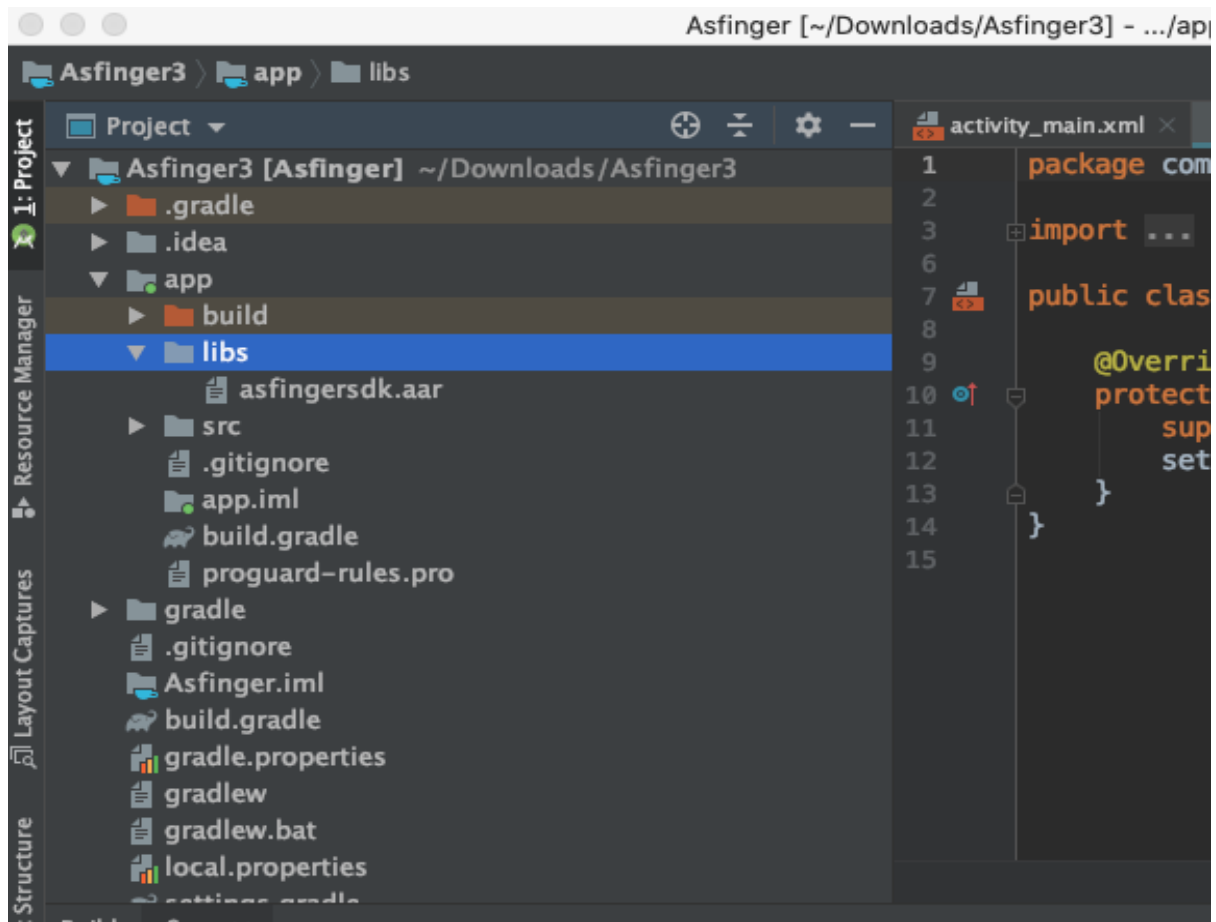 Asfinger [~/Downloads/Asfinger3] - .../app
Asfinger3 app libs
1: Project
Resource Manager
Layout Captures
Structure
Project
Asfinger3 [Asfinger] ~/Downloads/Asfinger3
.gradle
.idea
app
build
libs
asfingersdk.aar
src
.gitignore
app.iml
build.gradle
proguard-rules.pro
gradle
.gitignore
Asfinger.iml
build.gradle
gradle.properties
gradlew
gradlew.bat
local.properties
settings.gradle
activity_main.xml
1 package com
2
3 import ...
6
7 public clas
8
9 @Overri
10 protect
11 sup
12 set
13 }
14 }
15